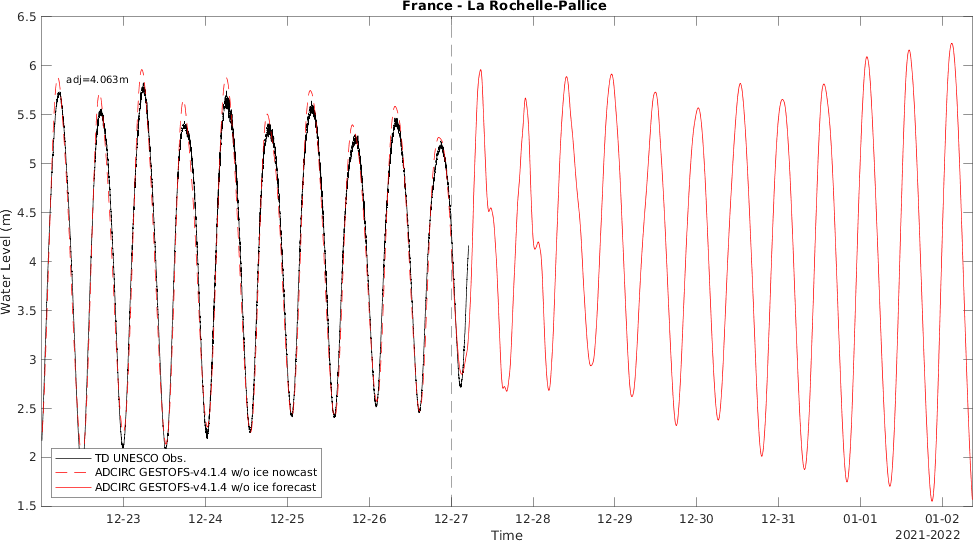 France - La Rochelle-Pallice
6.5
6
5.5
5
4.5
4
3.5
3
2.5
2
1.5
Water Level (m)
adj=4.063m
TD UNESCO Obs.
ADCIRC GESTOFS-v4.1.4 w/o ice nowcast
ADCIRC GESTOFS-v4.1.4 w/o ice forecast
12-23 12-24 12-25 12-26 12-27 12-28 12-29 12-30 12-31 01-01 01-02
Time
2021-2022